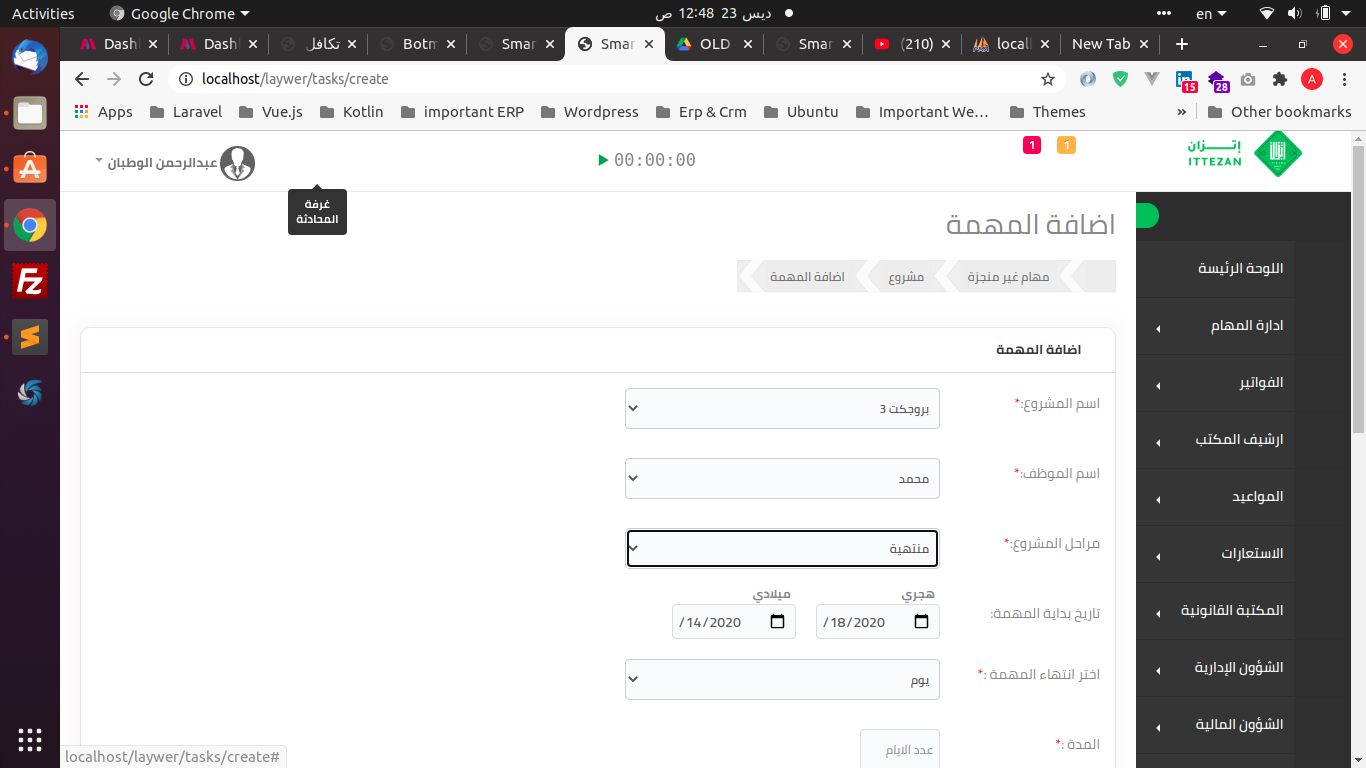 Activities
Google Chrome
ديس 23 12:48 ص
en
Dash
Dash
تكافل
Botm
Smar
Smar
OLD
Smar
(210)
locall
New Tab
localhost/laywer/tasks/create
15
28
A
Apps
Laravel
Vue.js
Kotlin
important ERP
Wordpress
Erp & Crm
Ubuntu
Important We...
Themes
»
Other bookmarks
إتـــزان
ITTEZAN
1
1
00:00:00
عبدالرحمن الوطبان
غرفة
المحادثة
اللوحة الرئيسة
ادارة المهام
الفواتير
ارشيف المكتب
المواعيد
الاستعارات
المكتبة القانونية
الشؤون الإدارية
الشؤون المالية
اضافة المهمة
مهام غير منجزة
مشروع
اضافة المهمة
اضافة المهمة
اسم المشروع:*
بروجكت 3
اسم الموظف:*
محمد
مراحل المشروع:*
منتهية
هجري
ميلادي
تاريخ بداية المهمة:
/18/2020
/14/2020
اختر انتهاء المهمة :*
يوم
المدة :*
عدد الايام
localhost/laywer/tasks/create#